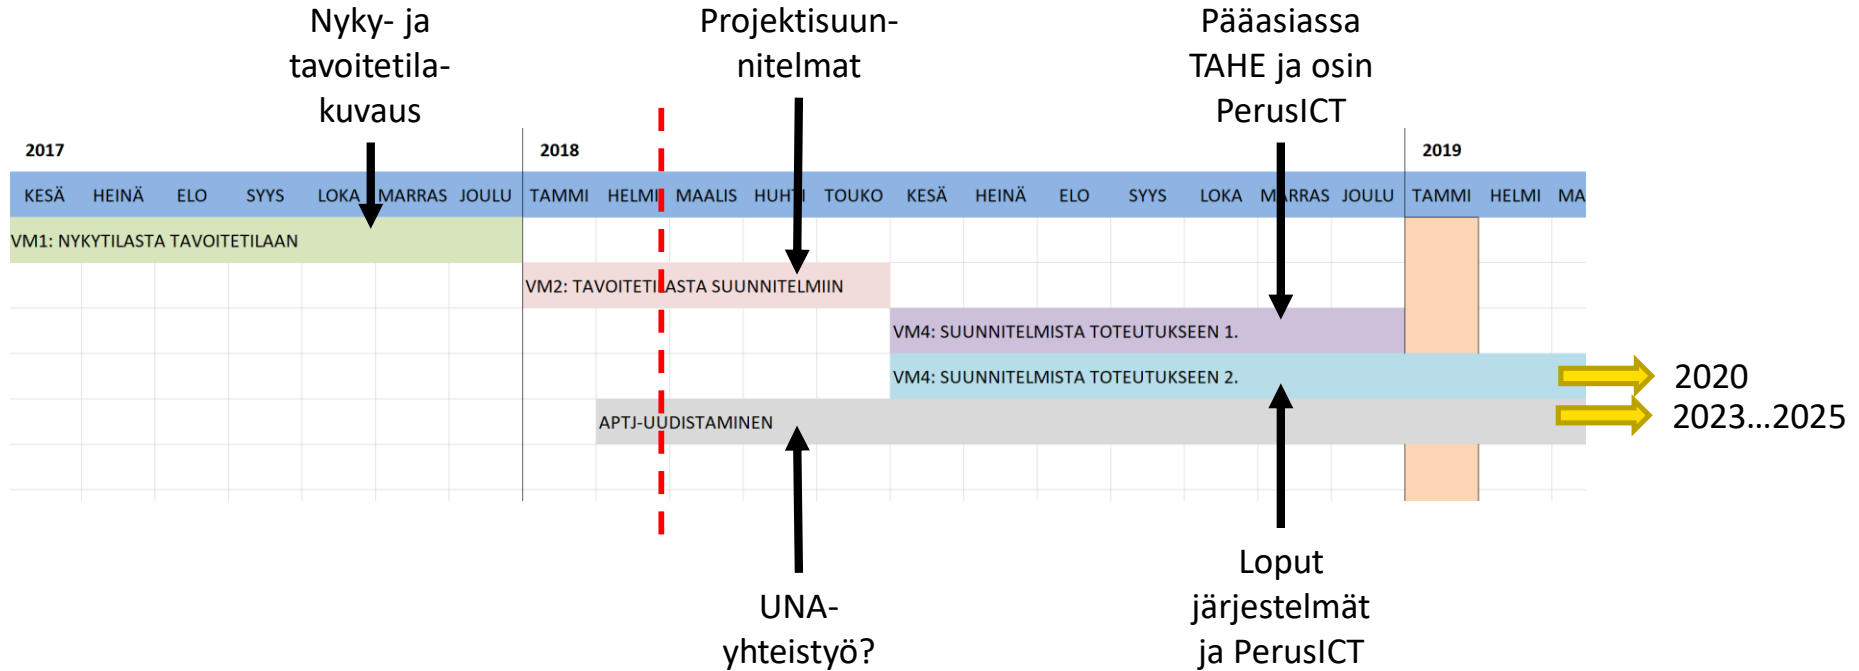 Nyky- ja
tavoitetila-
kuvaus
Projektisuun-
nitelmat
Pääasiassa
TAHE ja osin
PerusICT
2017
2018
2019
KESÄ HEINÄ ELO SYYS LOKA MARRAS JOULU TAMMI HELMI MAALIS HUHTI TOUKO KESÄ HEINÄ ELO SYYS LOKA MARRAS JOULU TAMMI HELMI MA
VM1: NYKYTILASTA TAVOITETILAAN
VM2: TAVOITETILASTA SUUNNITELMIIN
VM4: SUUNNITELMISTA TOTEUTUKSEEN 1.
VM4: SUUNNITELMISTA TOTEUTUKSEEN 2.
2020
APTJ-UUDISTAMINEN
2023...2025
UNA-
yhteistyö?
Loput
järjestelmät
ja PerusICT